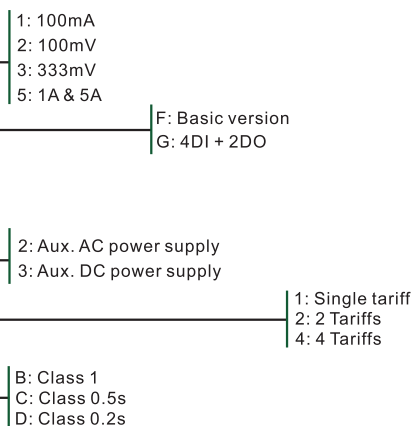 1: 100mA
2: 100mV
3: 333mV
5: 1A & 5A
F: Basic version
G: 4DI + 2DO
2: Aux. AC power supply
3: Aux. DC power supply
1: Single tariff
2: 2 Tariffs
4: 4 Tariffs
B: Class 1
C: Class 0.5s
D: Class 0.2s